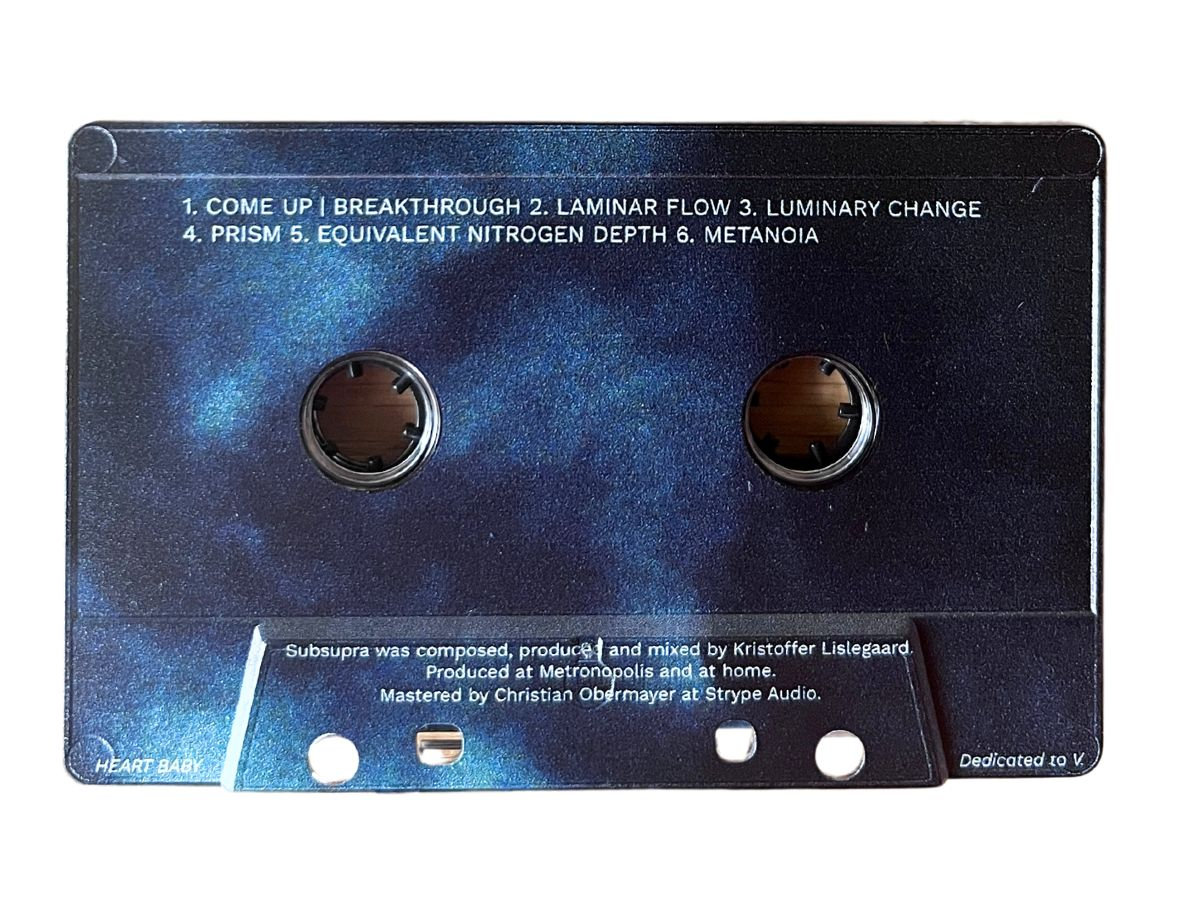 1. COME UP | BREAKTHROUGH 2. LAMINAR FLOW 3. LUMINARY CHANGE
4. PRISM 5. EQUIVALENT NITROGEN DEPTH 6. METANOIA
Subsupra was composed, produced and mixed by Kristoffer Lislegaard.
Produced at Metronopolis and at home.
Mastered by Christian Obermayer at Strype Audio.
HEART BABY
Dedicated to V.